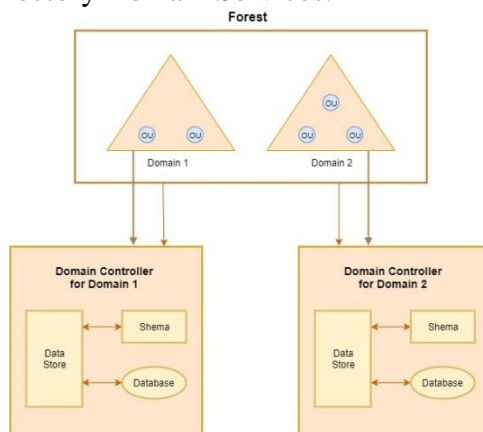 Forest
OU
OU
Domain 1
OU
OU
OU
Domain 2
Domain Controller
for Domain 1
Data
Store
Shema
Database
Domain Controller
for Domain 2
Data
Store
Shema
Database